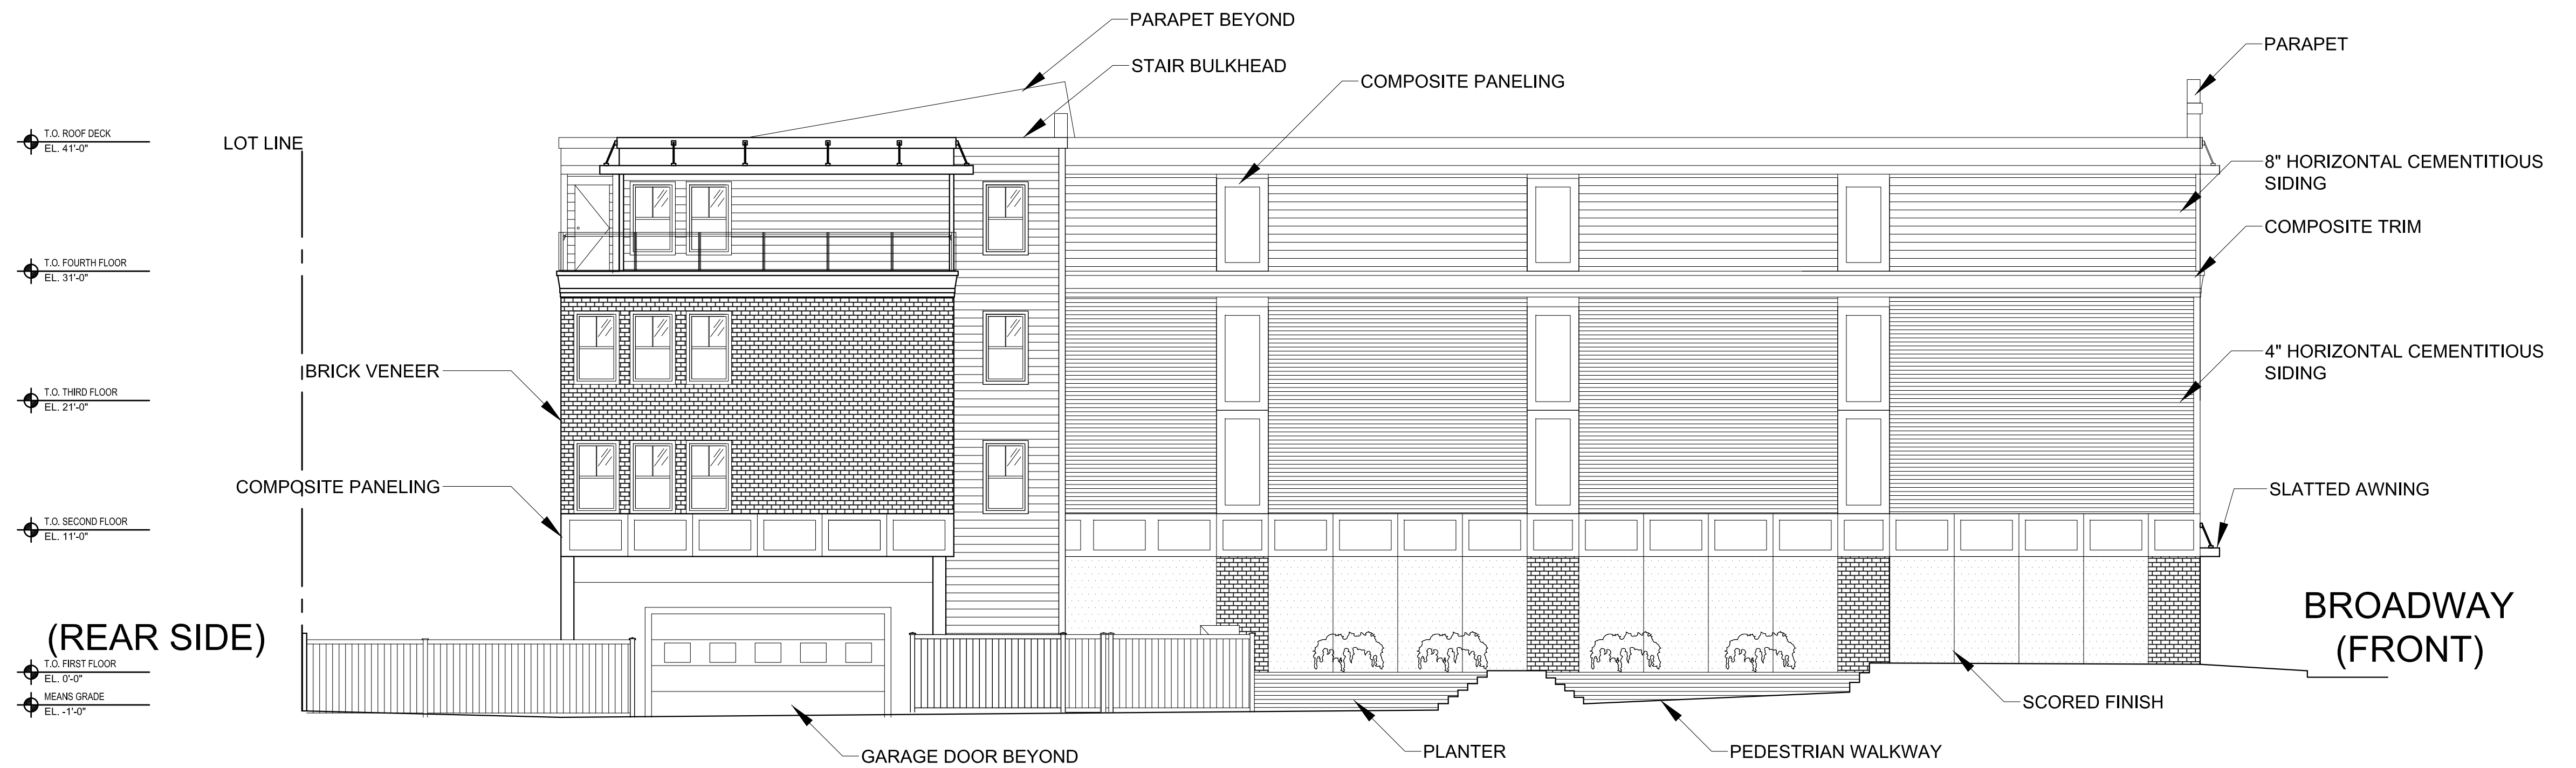 PARAPET BEYOND
STAIR BULKHEAD
COMPOSITE PANELING
PARAPET
T.O. ROOF DECK
EL. 41'-0"
LOT LINE
8" HORIZONTAL CEMENTITIOUS
SIDING
COMPOSITE TRIM
T.O. FOURTH FLOOR
EL. 31'-0"
4" HORIZONTAL CEMENTITIOUS
SIDING
BRICK VENEER
T.O. THIRD FLOOR
EL. 21'-0"
COMPOSITE PANELING
SLATTED AWNING
T.O. SECOND FLOOR
EL. 11'-0"
(REAR SIDE)
BROADWAY
(FRONT)
T.O. FIRST FLOOR
EL. 0'-0"
MEANS GRADE
EL. -1'-0"
SCORED FINISH
GARAGE DOOR BEYOND
PLANTER
PEDESTRIAN WALKWAY